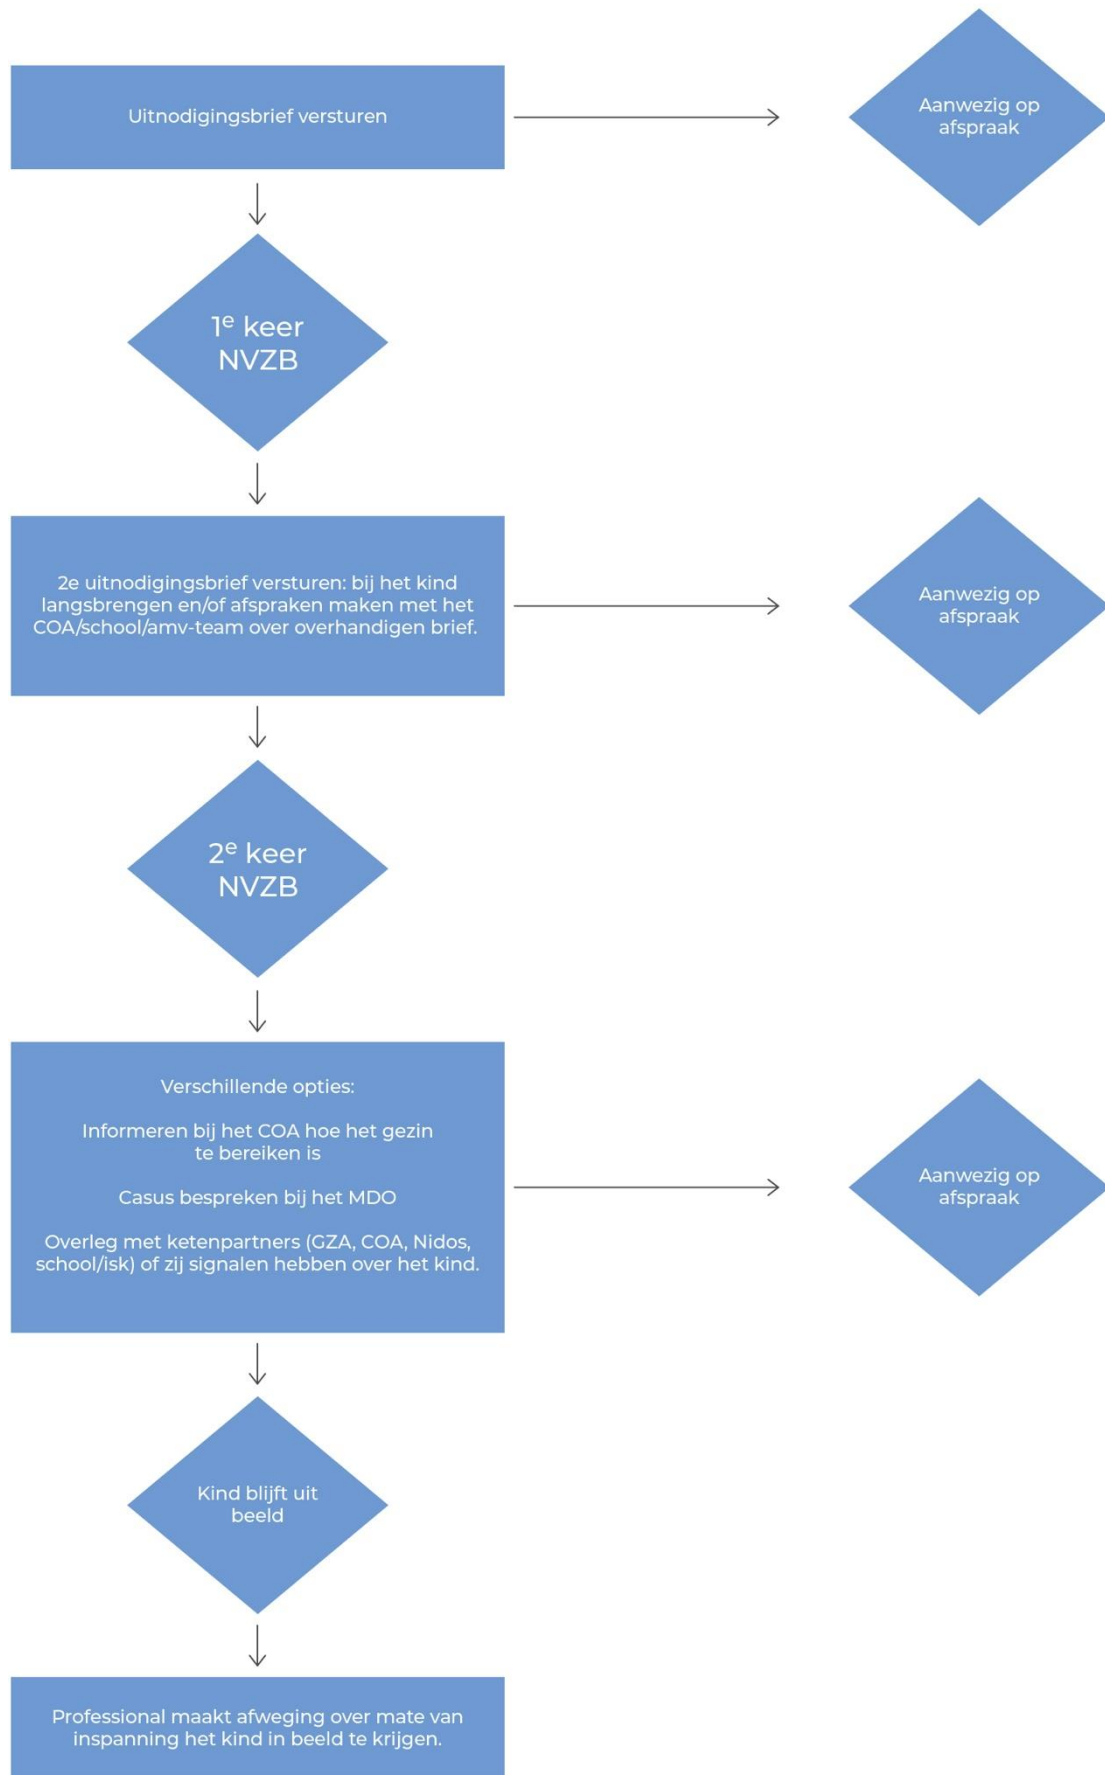 Uitnodigingsbrief versturen
Aanwezig op
afspraak
1e keer
NVZB
2e uitnodigingsbrief versturen: bij het kind
langsbrengen en/of afspraken maken met het
COA/school/amv-team over overhandigen brief.
Aanwezig op
afspraak
2e keer
NVZB
Verschillende opties:
Informeren bij het COA hoe het gezin
te bereiken is
Casus bespreken bij het MDO
Overleg met ketenpartners (GZA, COA, Nidos,
school/isk) of zij signalen hebben over het kind.
Aanwezig op
afspraak
Kind blijft uit
beeld
Professional maakt afweging over mate van
inspanning het kind in beeld te krijgen.